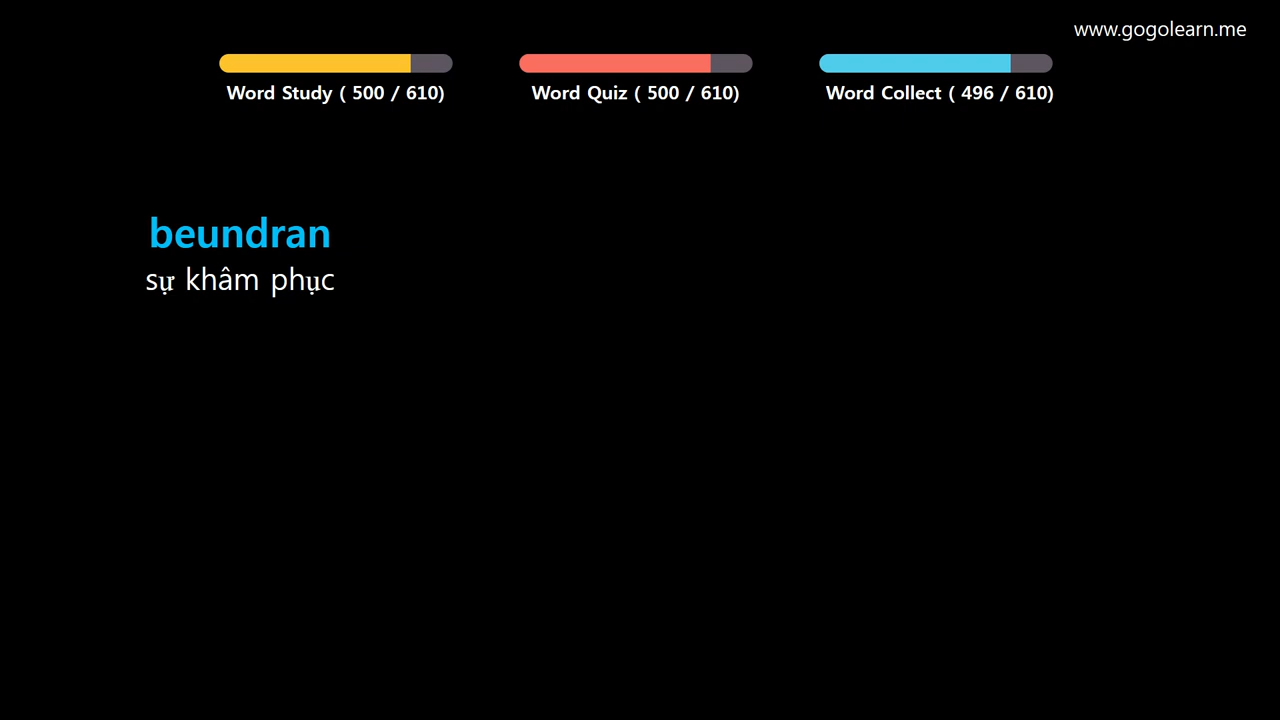 www.gogolearn.me
Word Study ( 500 / 610)
Word Quiz ( 500 / 610)
Word Collect ( 496 / 610)
beundran
sự khâm phục